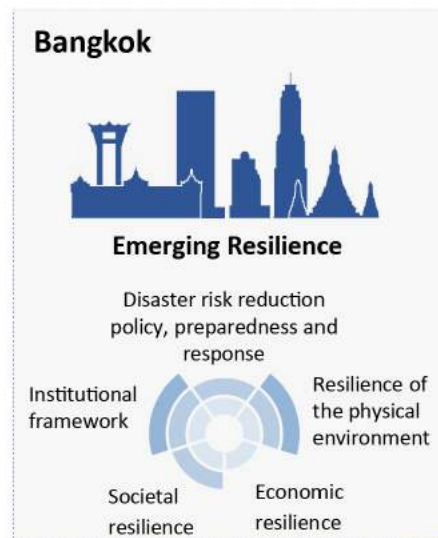 Bangkok
Emerging Resilience
Disaster risk reduction
policy, preparedness and
response
Institutional
framework
Resilience of
the physical
environment
Societal
resilience
Economic
resilience